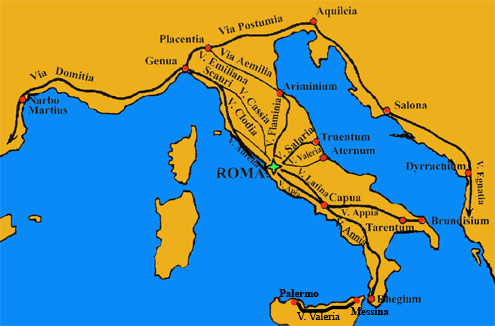 Aquileia
Via Postumia
Placentia
Via Aemilia
Genua
V. Emiliana
Scauri
Via Domitia
Ariminium
Narbo
Martius
V. Cassia
V. Flaminia
V. Clodia
Salona
V. Salaria
Truentum
V. Aurelia
V. Valeria
Aternum
ROMA
Dyrrachium
V. Egnatia
V. Latina
V. Apia
Capua
V. Appia
Brundisium
Tarentum
V. Annia
Palermo
Rhegium
Messina
V. Valeria